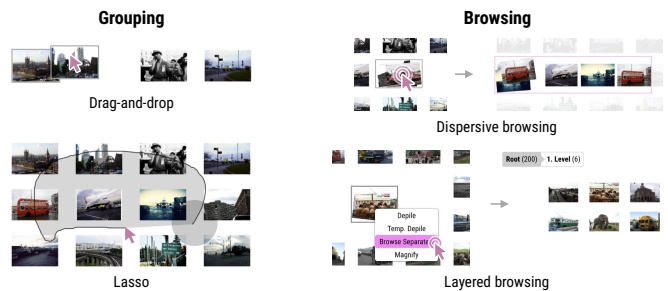 Grouping
Browsing
Drag-and-drop
Dispersive browsing
Root (200) 1. Level (6)
Depile
Temp. Depile
Browse Separate
Magnify
Lasso
Layered browsing